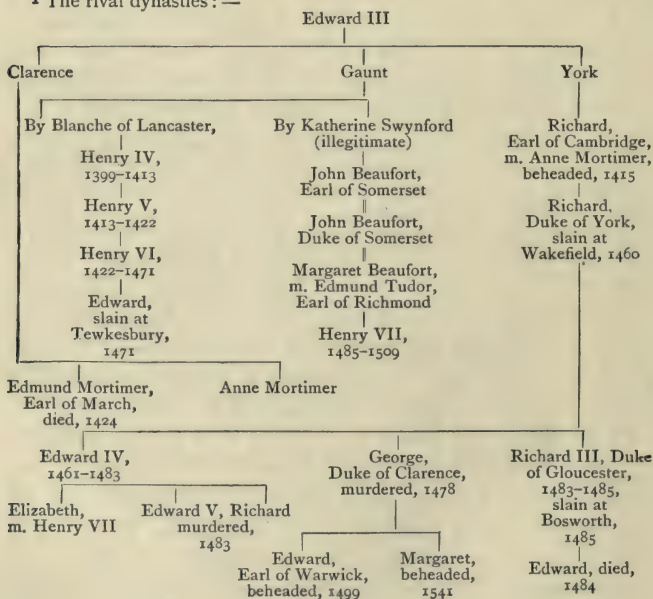 1 The rival dynasties : —
Edward III
Clarence
Gaunt
York
By Blanche of Lancaster,
Henry IV,
1399–1413
Henry V,
1413–1422
Henry VI,
1422–1471
Edward,
slain at
Tewkesbury,
1471
By Katherine Swynford
(illegitimate)
John Beaufort,
Earl of Somerset
John Beaufort,
Duke of Somerset
Margaret Beaufort,
m. Edmund Tudor,
Earl of Richmond
Henry VII,
1485–1509
Richard,
Earl of Cambridge,
m. Anne Mortimer,
beheaded, 1415
Richard,
Duke of York,
slain at
Wakefield, 1460
Edmund Mortimer,
Earl of March,
died, 1424
Anne Mortimer
Edward IV,
1461–1483
George,
Duke of Clarence,
murdered, 1478
Richard III, Duke
of Gloucester,
1483–1485,
slain at
Bosworth,
1485
Elizabeth,
m. Henry VII
Edward V, Richard
murdered,
1483
Edward,
Earl of Warwick,
beheaded, 1499
Margaret,
beheaded,
1541
Edward, died,
1484